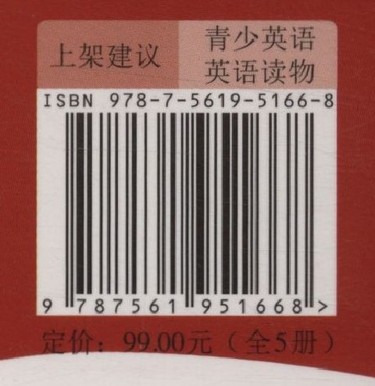 上架建议
青少英语
英语读物
ISBN 978-7-5619-5166-8
9 787561 951668 >
定价：99.00元（全5册）